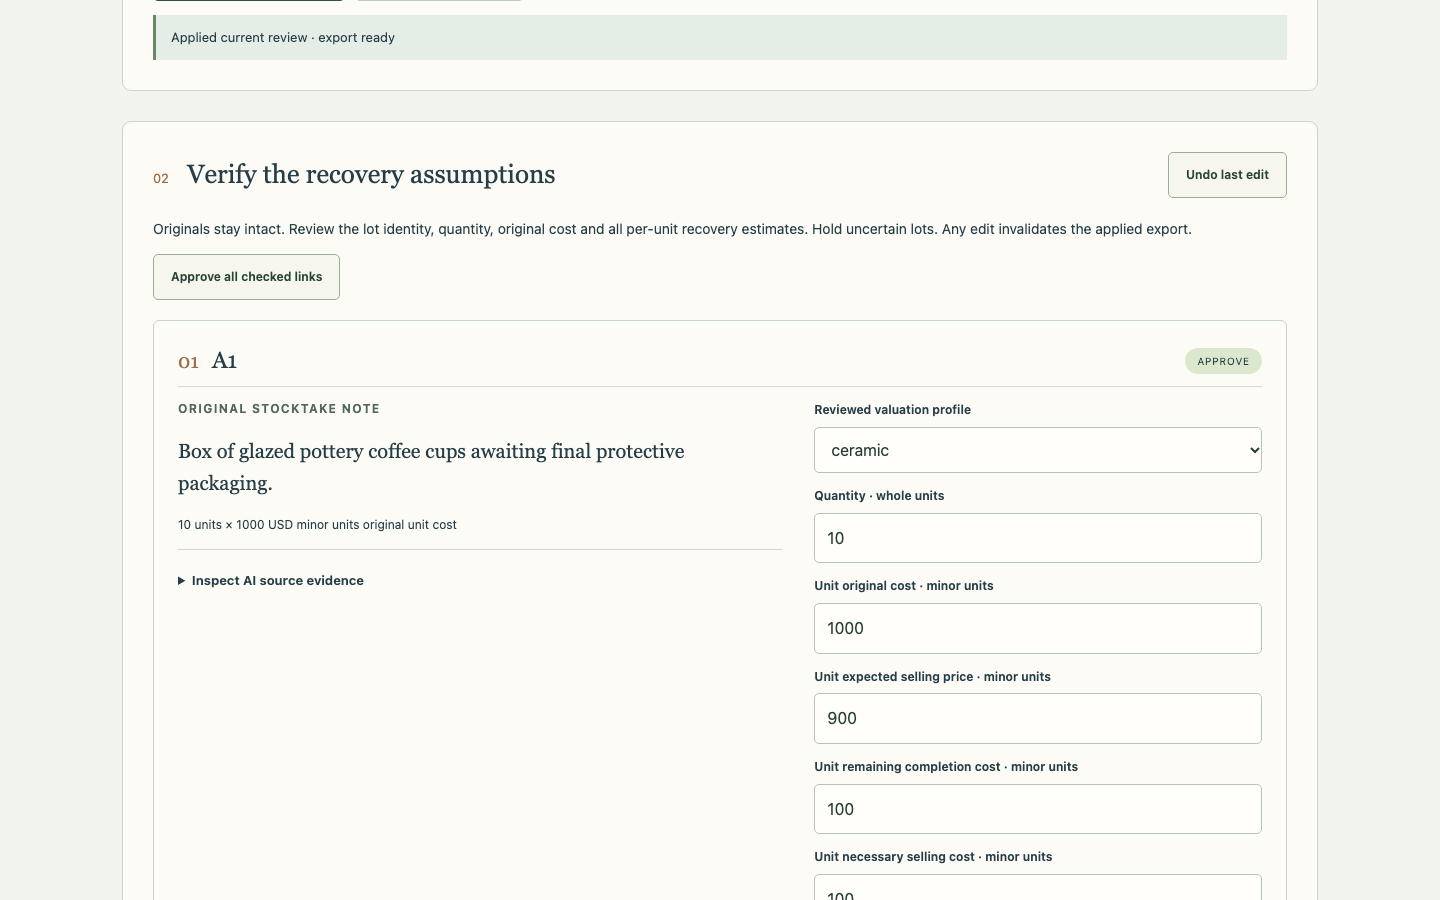 Applied current review · export ready
02 Verify the recovery assumptions
Undo last edit
Originals stay intact. Review the lot identity, quantity, original cost and all per-unit recovery estimates. Hold uncertain lots. Any edit invalidates the applied export.
Approve all checked links
01 A1
APPROVE
ORIGINAL STOCKTAKE NOTE
Box of glazed pottery coffee cups awaiting final protective
packaging.
10 units × 1000 USD minor units original unit cost
Inspect AI source evidence
Reviewed valuation profile
ceramic
Quantity · whole units
10
Unit original cost · minor units
1000
Unit expected selling price · minor units
900
Unit remaining completion cost · minor units
100
Unit necessary selling cost · minor units
100